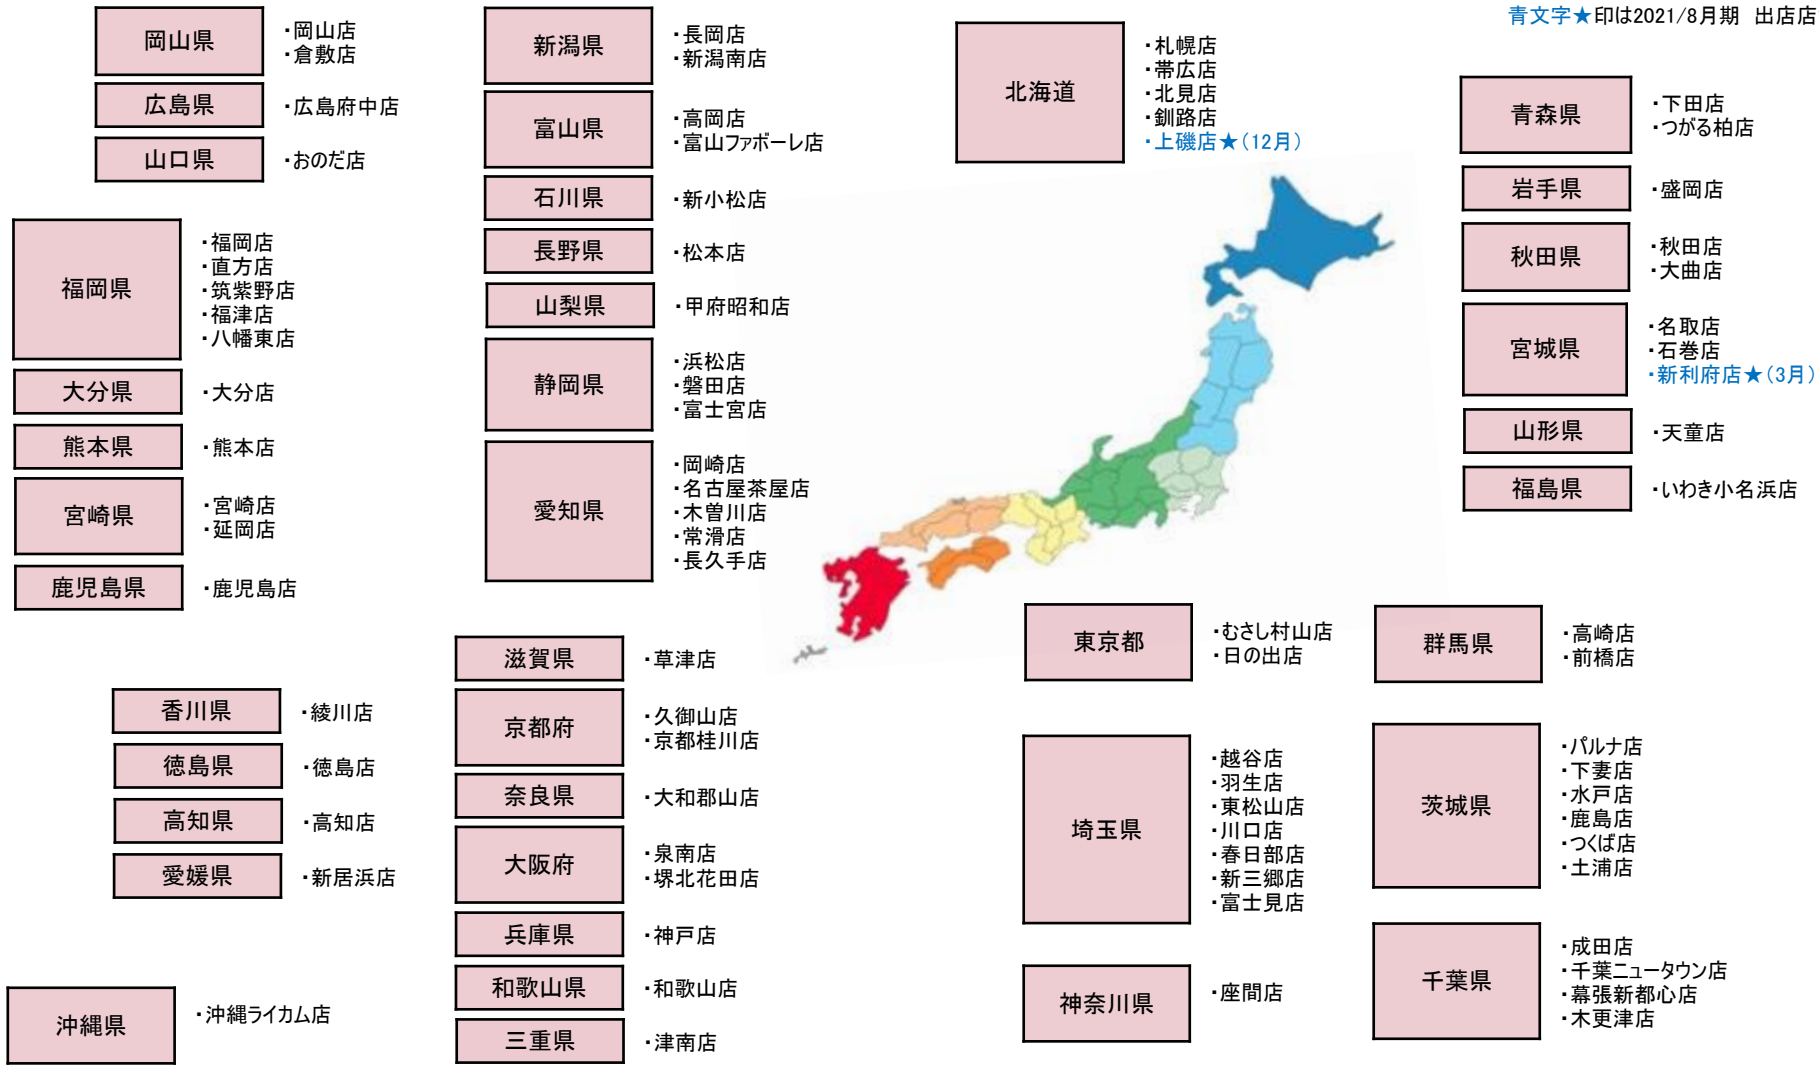 青文字★印は2021/8月期 出店店
岡山県
・岡山店
・倉敷店
広島県
・広島府中店
山口県
・おのだ店
福岡県
・福岡店
・直方店
・筑紫野店
・福津店
・八幡東店
大分県
・大分店
熊本県
・熊本店
宮崎県
・宮崎店
・延岡店
鹿児島県
・鹿児島店
香川県
・綾川店
徳島県
・徳島店
高知県
・高知店
愛媛県
・新居浜店
沖縄県
・沖縄ライカム店
新潟県
・長岡店
・新潟南店
富山県
・高岡店
・富山ファボーレ店
石川県
・新小松店
長野県
・松本店
山梨県
・甲府昭和店
静岡県
・浜松店
・磐田店
・富士宮店
愛知県
・岡崎店
・名古屋茶屋店
・木曽川店
・常滑店
・長久手店
滋賀県
・草津店
京都府
・久御山店
・京都桂川店
奈良県
・大和郡山店
大阪府
・泉南店
・堺北花田店
兵庫県
・神戸店
和歌山県
・和歌山店
三重県
・津南店
北海道
・札幌店
・帯広店
・北見店
・釧路店
・上磯店★(12月)
青森県
・下田店
・つがる柏店
岩手県
・盛岡店
秋田県
・秋田店
・大曲店
宮城県
・名取店
・石巻店
・新利府店★(3月)
山形県
・天童店
福島県
・いわき小名浜店
東京都
・むさし村山店
・日の出店
埼玉県
・越谷店
・羽生店
・東松山店
・川口店
・春日部店
・新三郷店
・富士見店
神奈川県
・座間店
群馬県
・高崎店
・前橋店
茨城県
・パルナ店
・下妻店
・水戸店
・鹿島店
・つくば店
・土浦店
千葉県
・成田店
・千葉ニュータウン店
・幕張新都心店
・木更津店